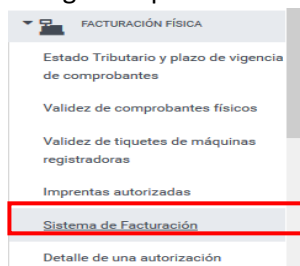 FACTURACIÓN FÍSICA
Estado Tributario y plazo de vigencia
de comprobantes
Validez de comprobantes físicos
Validez de tiquetes de máquinas
registradoras
Imprentas autorizadas
Sistema de Facturación
Detalle de una autorización